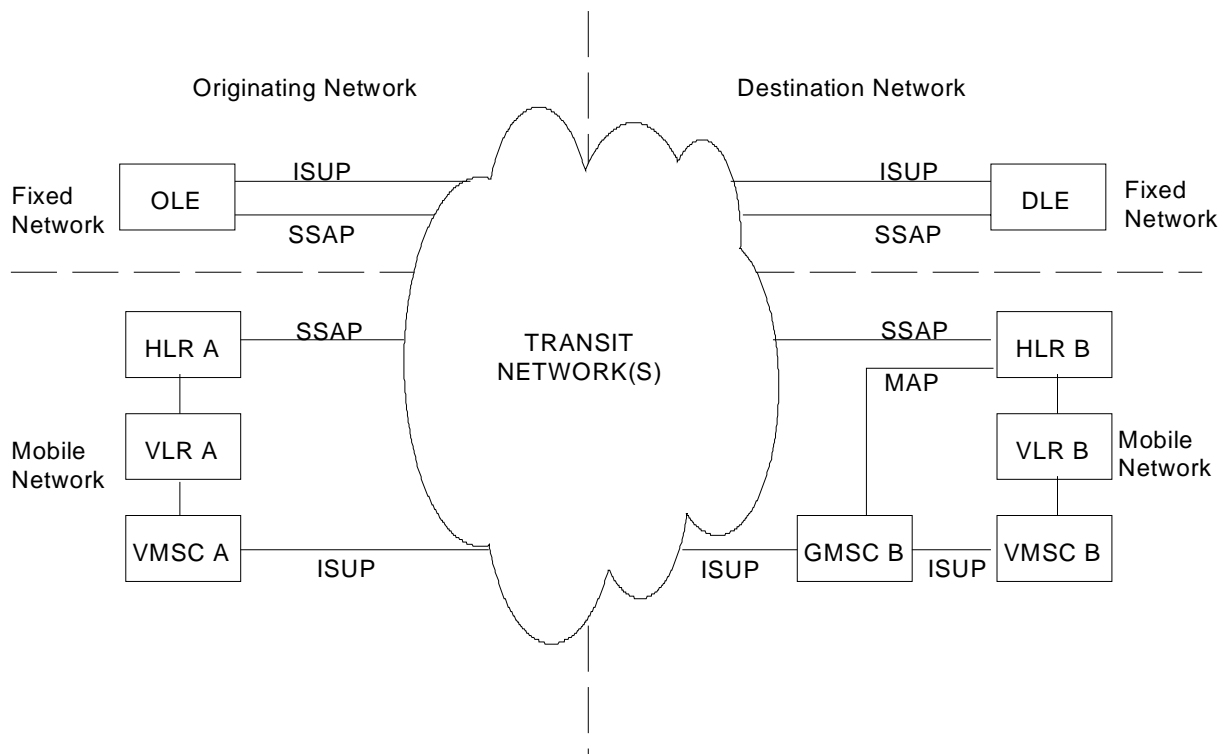 Originating Network
Destination Network
Fixed
Network
OLE
ISUP
SSAP
ISUP
SSAP
DLE
Fixed
Network
HLR A
SSAP
TRANSIT
NETWORK(S)
SSAP
MAP
HLR B
Mobile
Network
VLR A
VLR B
Mobile
Network
VMSC A
ISUP
ISUP
GMSC B
ISUP
VMSC B